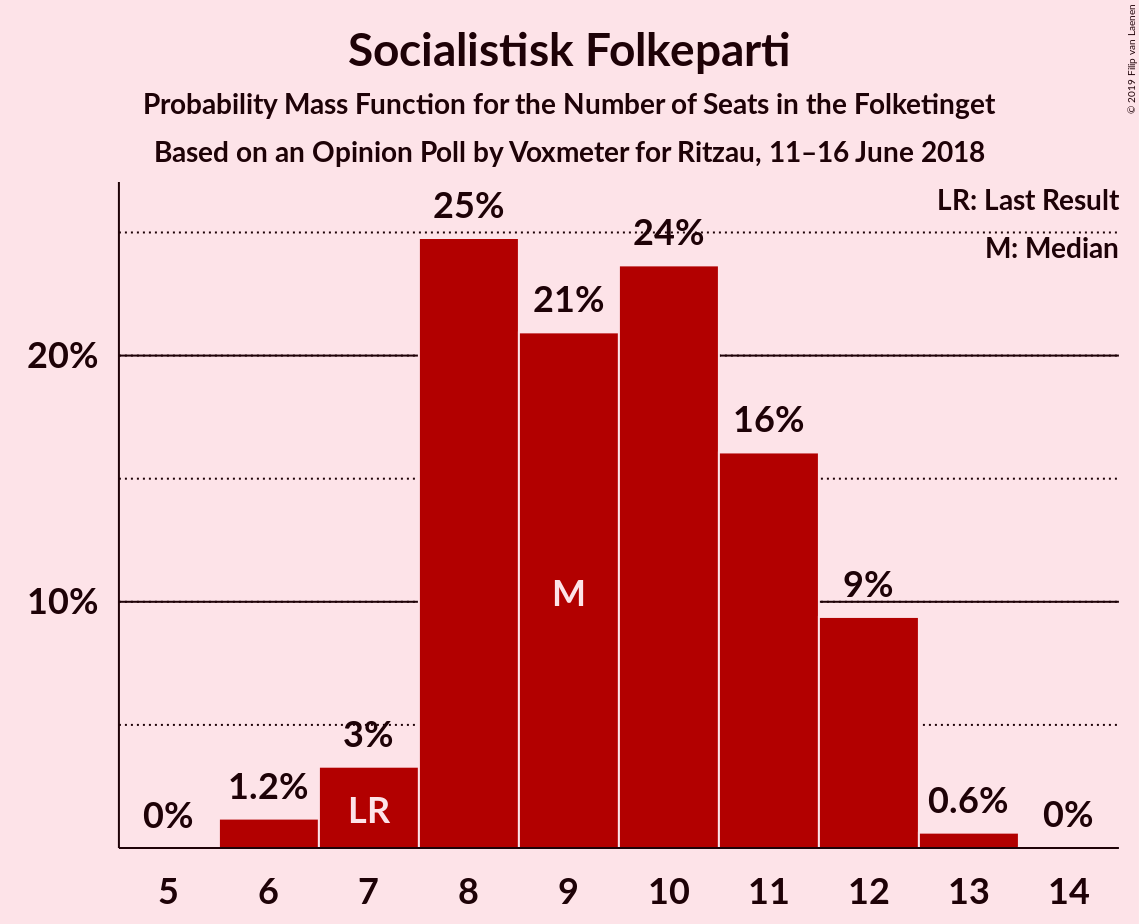 Socialistisk Folkeparti
Probability Mass Function for the Number of Seats in the Folketinget
Based on an Opinion Poll by Voxmeter for Ritzau, 11–16 June 2018
© 2019 Filip van Laenen
LR: Last Result
M: Median
25%
24%
21%
20%
16%
10%
9%
3%
1.2%
0%
0.6%
0%
M
LR
5 6 7 8 9 10 11 12 13 14